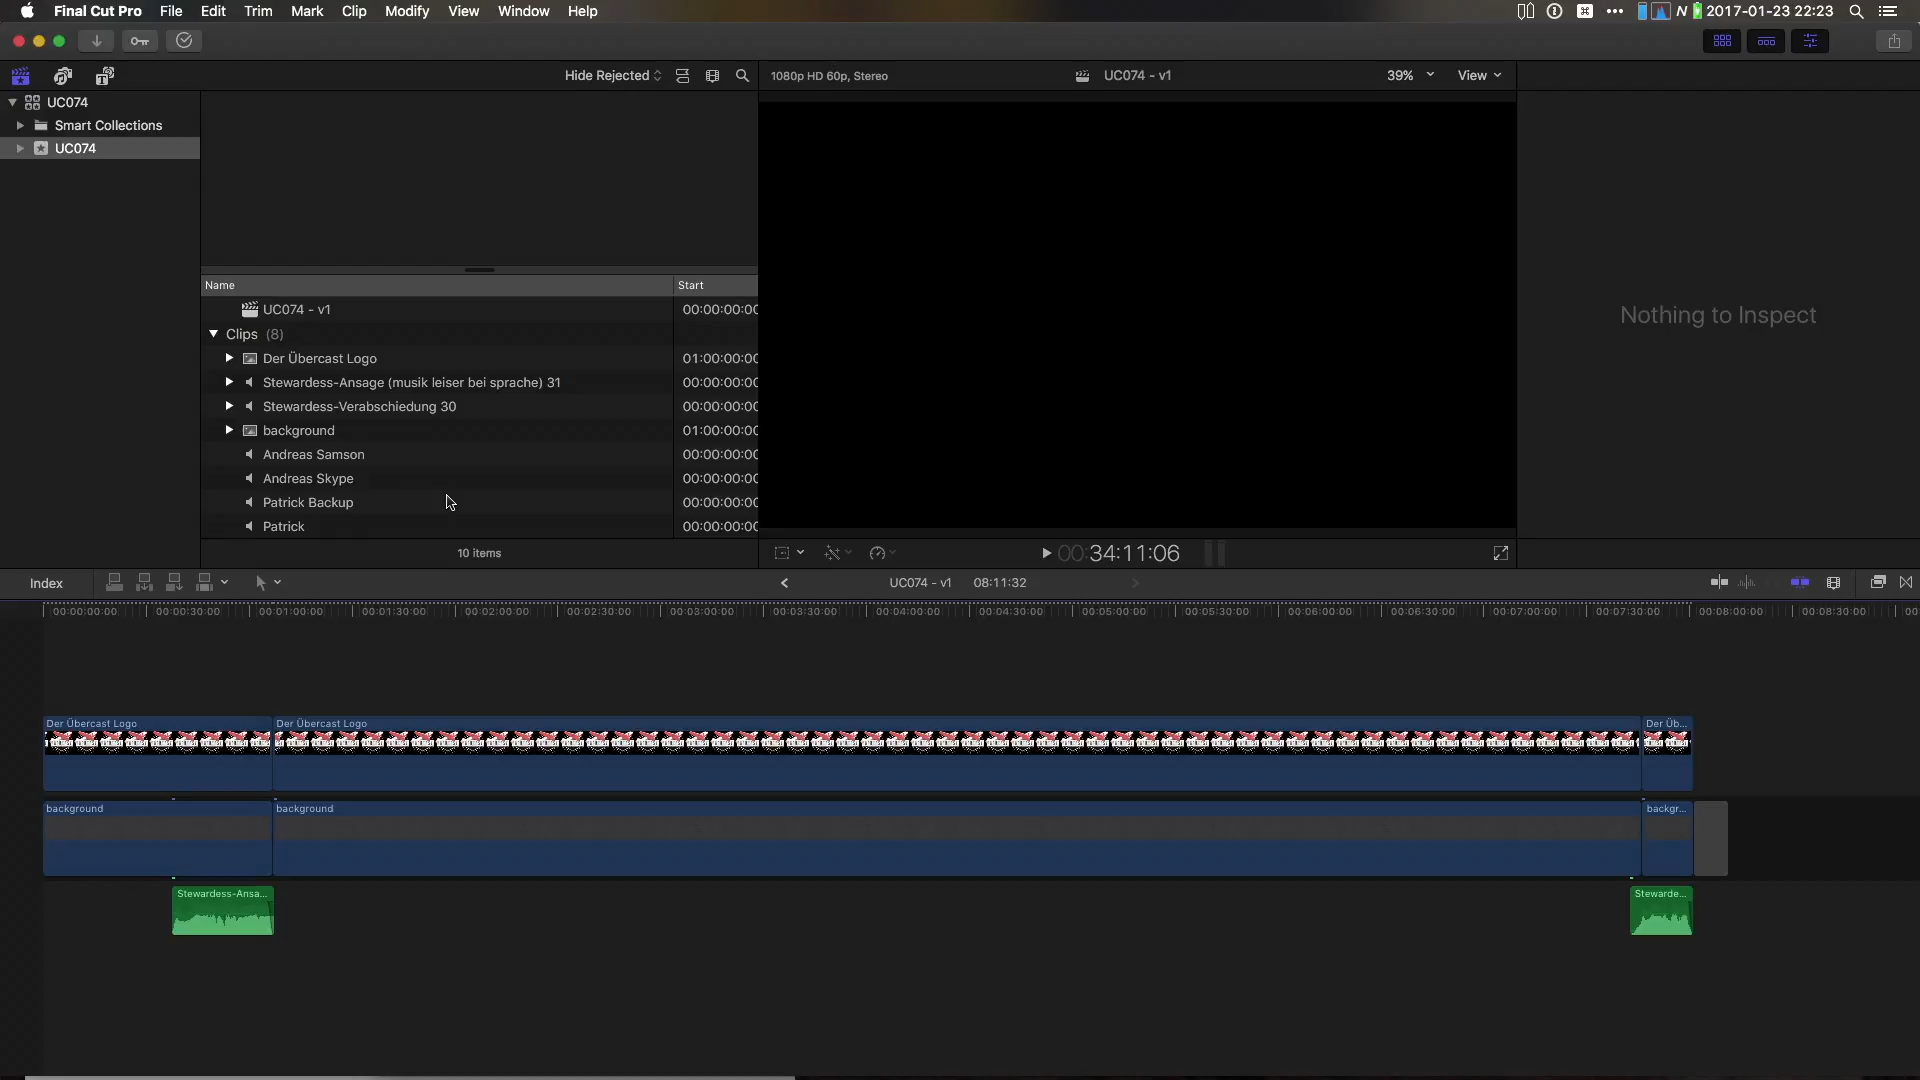 Final Cut Pro File Edit Trim Mark Clip Modify View Window Help
2017-01-23 22:23
Hide Rejected
1080p HD 60p, Stereo
UC074 - v1
39%
View
UC074
Smart Collections
UC074
Name
Start
UC074 - v1
00:00:00:00
Clips (8)
Der Übercast Logo
01:00:00:00
Stewardess-Ansage (musik leiser bei sprache) 31
00:00:00:00
Stewardess-Verabschiedung 30
00:00:00:00
background
01:00:00:00
Andreas Samson
00:00:00:00
Andreas Skype
00:00:00:00
Patrick Backup
00:00:00:00
Patrick
00:00:00:00
10 items
Nothing to Inspect
00:34:11:06
Index
UC074 - v1
08:11:32
00:00:00:00 00:00:30:00 00:01:00:00 00:01:30:00 00:02:00:00 00:02:30:00 00:03:00:00 00:03:30:00 00:04:00:00 00:04:30:00 00:05:00:00 00:05:30:00 00:06:00:00 00:06:30:00 00:07:00:00 00:07:30:00 00:08:00:00 00:08:30:00 00
Der Übercast Logo
Der Übercast Logo
Der Üb...
background
background
backgr...
Stewardess-Ansa...
Stewarde...